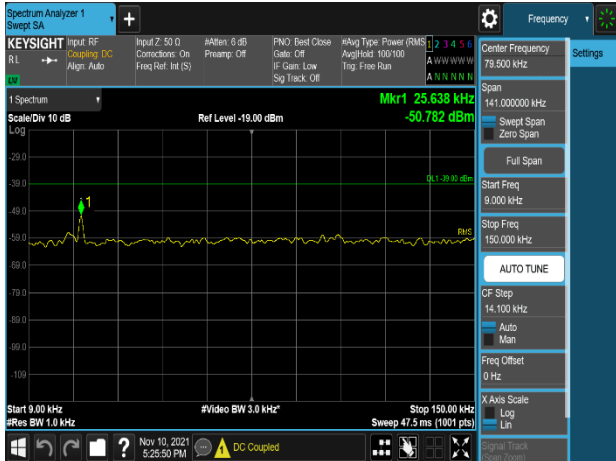 Spectrum Analyzer 1
Swept SA
+
Frequency
KEYSIGHT
RL
Input: RF
Coupling: DC
Align: Auto
Input Z: 50 Ω
Corrections: On
Freq Ref: Int (S)
#Atten: 6 dB
Preamp: Off
PNO: Best Close
Gate: Off
IF Gain: Low
Sig Track: Off
#Avg Type: Power (RMS
Avg|Hold: 100/100
Trig: Free Run
1 2 3 4 5 6
A W W W W W
A N N N N N
Settings
Center Frequency
79.500 kHz
Span
141.000000 kHz
Swept Span
Zero Span
Full Span
Start Freq
9.000 kHz
Stop Freq
150.000 kHz
AUTO TUNE
CF Step
14.100 kHz
Auto
Man
Freq Offset
0 Hz
X Axis Scale
Log
Lin
Signal Track
(Span Zoom)
1 Spectrum
Scale/Div 10 dB
Ref Level -19.00 dBm
Mkr1 25.638 kHz
-50.782 dBm
Log
-29.0
-39.0
-49.0
-59.0
-69.0
-79.0
-89.0
-99.0
-109
DL1 -39.00 dBm
1
RMS
Start 9.00 kHz
#Video BW 3.0 kHz*
Stop 150.00 kHz
#Res BW 1.0 kHz
Sweep 47.5 ms (1001 pts)
?
Nov 10, 2021
5:25:50 PM
DC Coupled